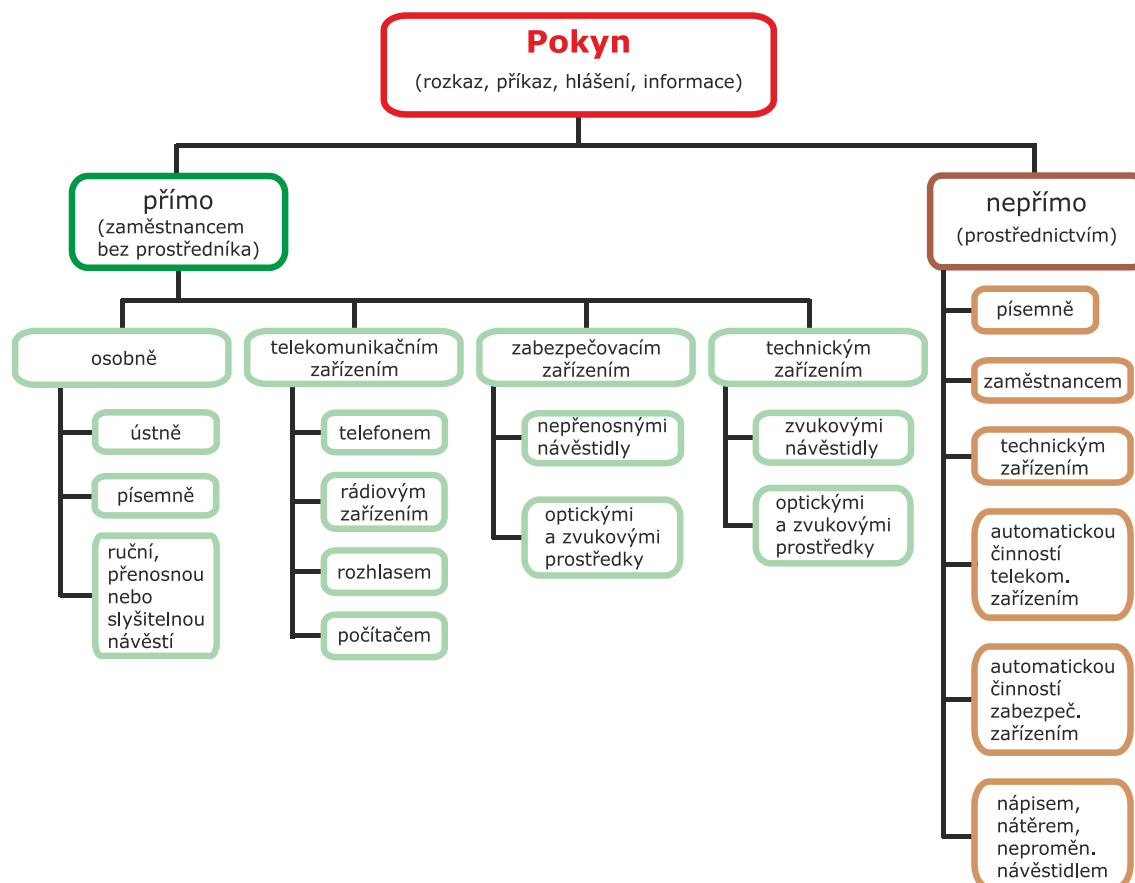 Pokyn
(rozkaz, příkaz, hlášení, informace)
přímo
(zaměstnancem
bez prostředníka)
nepřímo
(prostřednictvím)
osobně
ústně
písemně
ruční,
přenosnou
nebo
slyšitelnou
návěstí
telekomunikačním
zařízením
telefonem
rádiovým
zařízením
rozhlasem
počítačem
zabezpečovacím
zařízením
nepřenosnými
návěstidly
optickými
a zvukovými
prostředky
technickým
zařízením
zvukovými
návěstidly
optickými
a zvukovými
prostředky
písemně
zaměstnancem
technickým
zařízením
automatickou
činností
telekom.
zařízením
automatickou
činností
zabezpeč.
zařízením
nápisem,
nátěrem,
neproměn.
návěstidlem